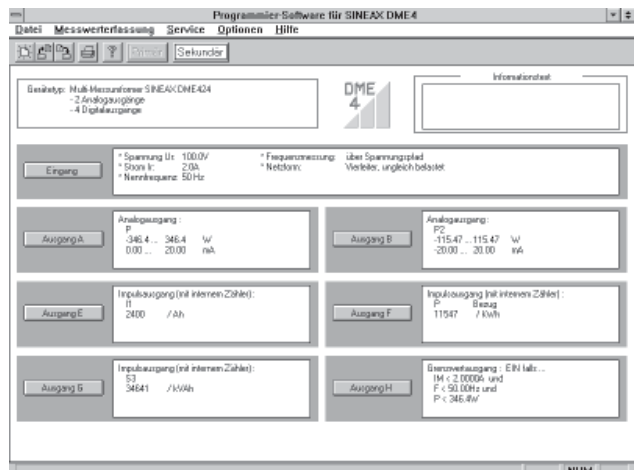 Programmier-Software für SINEAX DME4
Datei Messwerterfassung Service Optionen Hilfe
Primär Sekundär
Gerätetyp: Multi-Messumformer SINEAX DME424
- 2 Analogausgänge
- 4 Digitalausgänge
DME
4
Informationstext
Eingang
* Spannung Ur: 100.0V
* Strom Ir: 2.0A
* Nennfrequenz: 50 Hz
* Frequenzmessung: über Spannungspfad
* Netzform: Vierleiter, ungleich belastet
Ausgang A
Analogausgang :
P
-346.4 ... 346.4 W
0.00 ... 20.00 mA
Ausgang B
Analogausgang :
P2
-115.47 ... 115.47 W
-20.00 ... 20.00 mA
Ausgang E
Impulsausgang (mit internem Zähler):
I1
2400 / Ah
Ausgang F
Impulsausgang (mit internem Zähler) :
P Bezug
11547 / kWh
Ausgang G
Impulsausgang (mit internem Zähler):
S3
34641 / kVAh
Ausgang H
Grenzwertausgang : EIN falls...
IM < 2.0000A und
F < 50.00Hz und
P < 346.4W
NUM